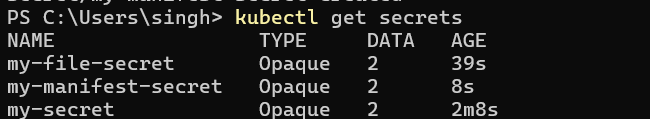 PS C:\Users\singh> kubectl get secrets
NAME                 TYPE     DATA   AGE
my-file-secret       Opaque   2      39s
my-manifest-secret   Opaque   2      8s
my-secret            Opaque   2      2m8s